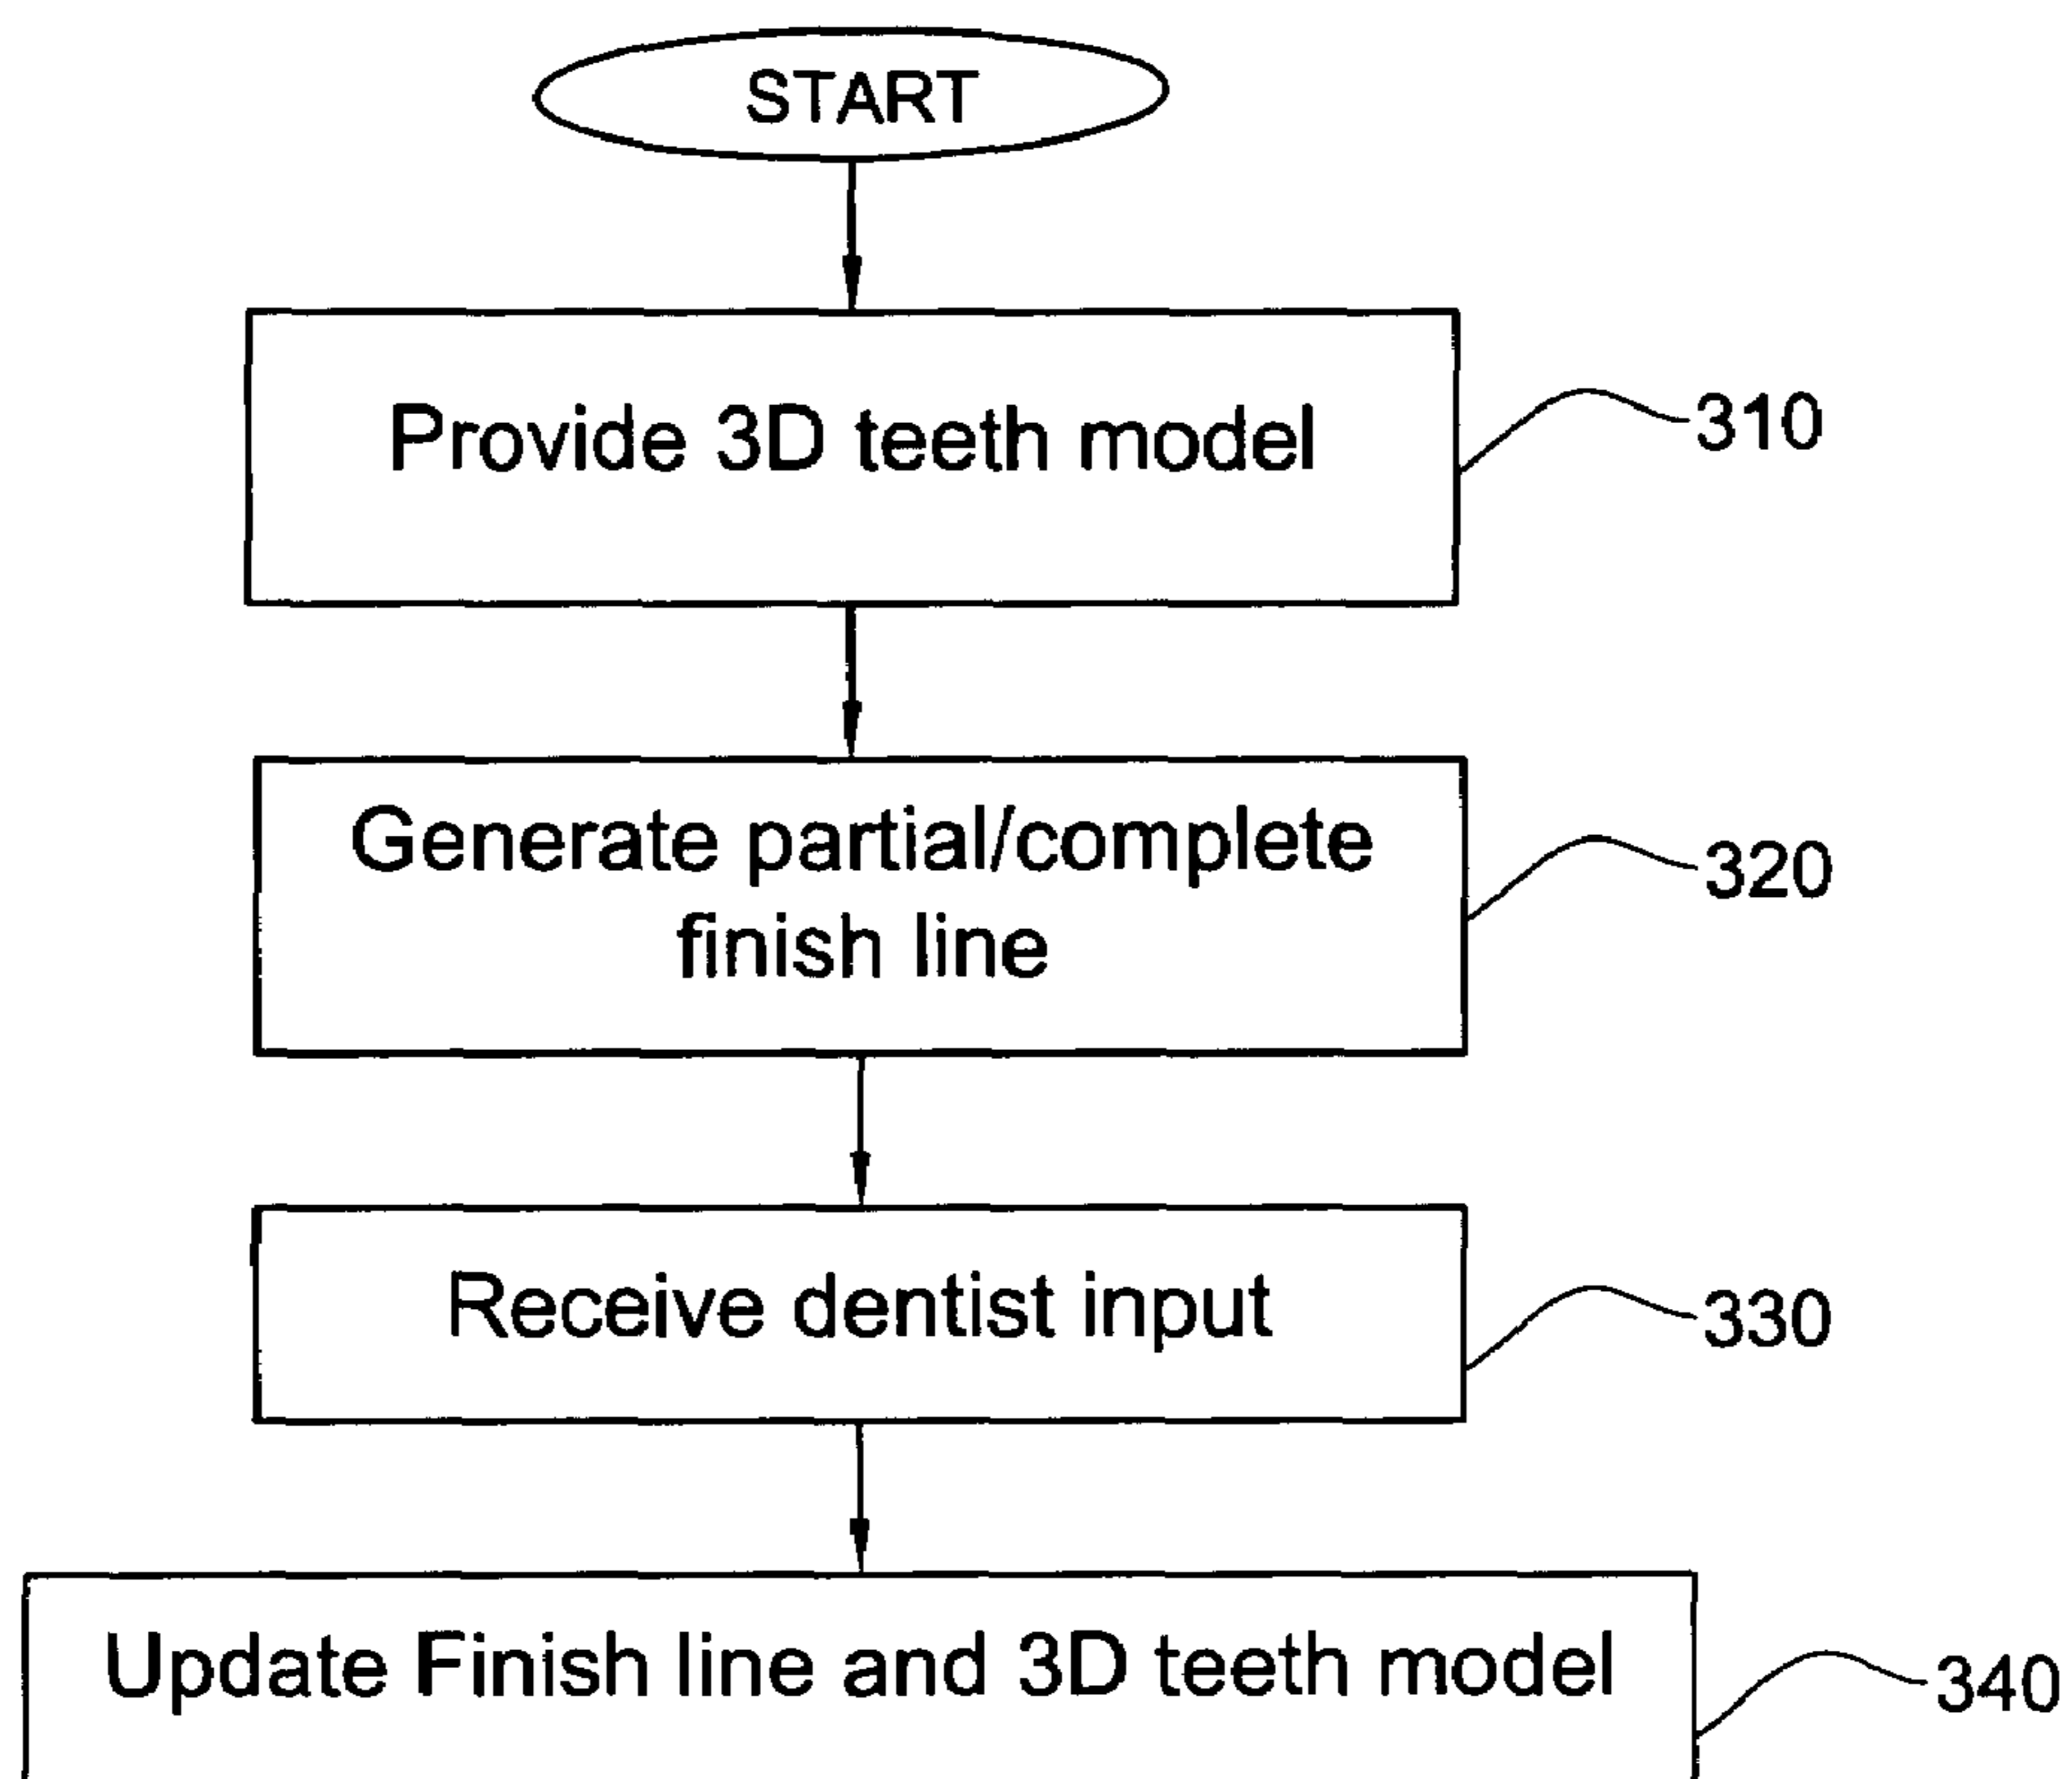 START
Provide 3D teeth model
310
Generate partial/complete
finish line
320
Receive dentist input
330
Update Finish line and 3D teeth model
340